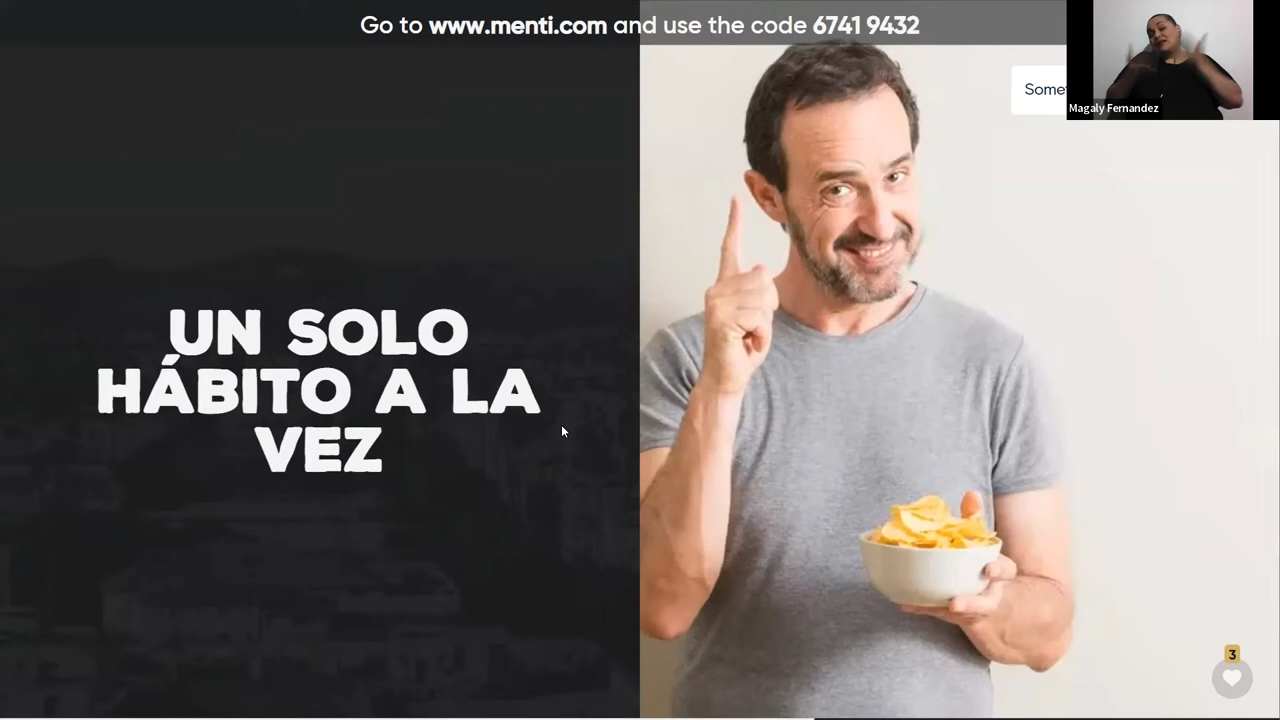 Go to www.menti.com and use the code 6741 9432
Magaly Fernandez
UN SOLO
HÁBITO A LA
VEZ
3